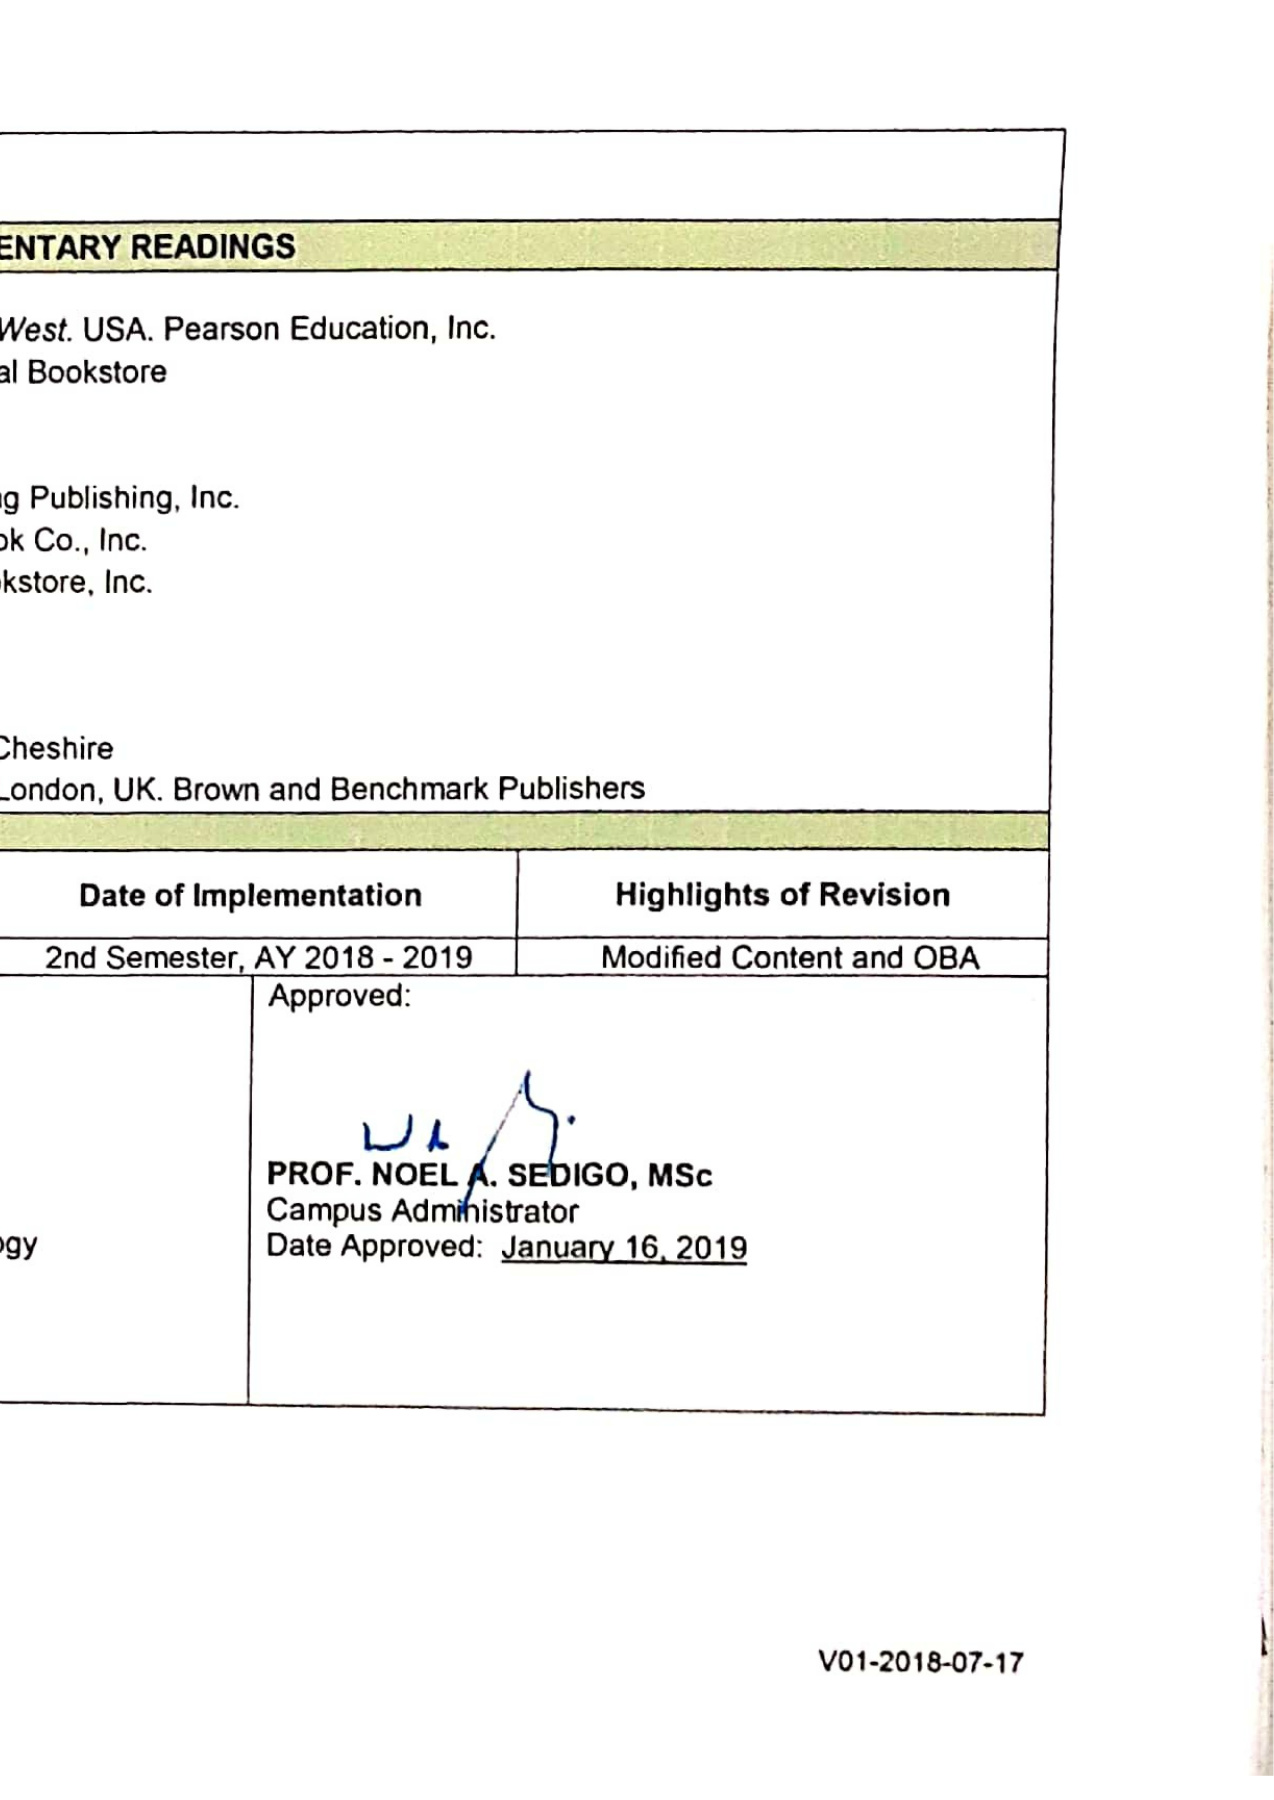 ENTARY READINGS
West. USA. Pearson Education, Inc.
al Bookstore
ng Publishing, Inc.
ok Co., Inc.
kstore, Inc.
Cheshire
London, UK. Brown and Benchmark Publishers
Date of Implementation
Highlights of Revision
2nd Semester, AY 2018 - 2019
Modified Content and OBA
Approved:
PROF. NOEL A. SEDIGO, MSc
Campus Administrator
ogy
Date Approved: January 16, 2019
V01-2018-07-17